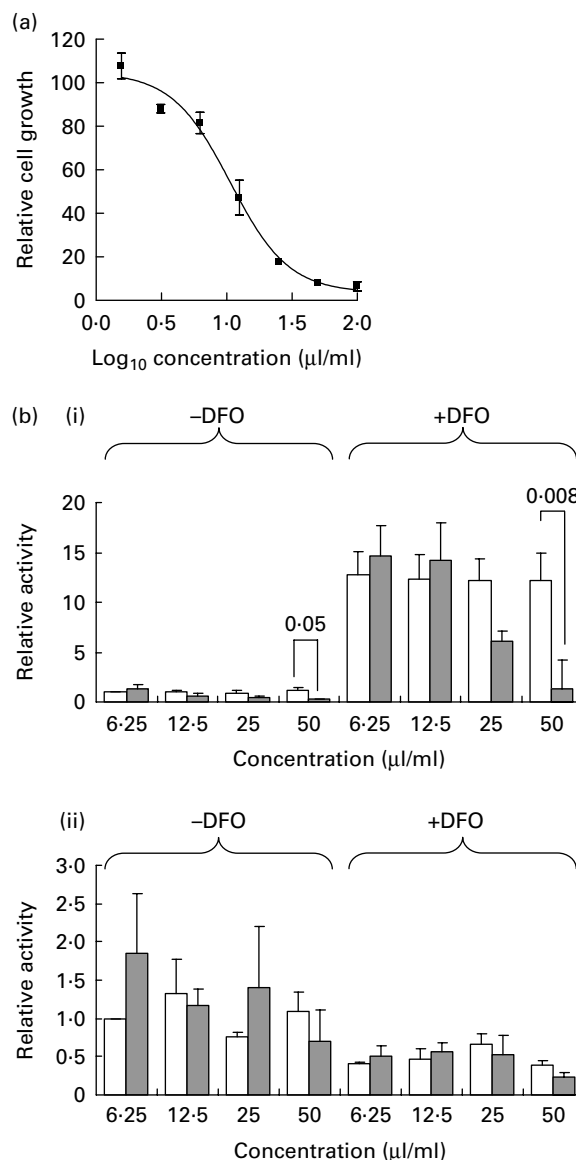 (a)
120
100
80
60
40
20
0
Relative cell growth
0·0 0·5 1·0 1·5 2·0
Log10 concentration (μl/ml)
(b) (i)
–DFO +DFO
20
15
10
5
0
Relative activity
0·05
0·008
6·25 12·5 25 50 6·25 12·5 25 50
Concentration (μl/ml)
(ii)
–DFO +DFO
3·0
2·5
2·0
1·5
1·0
0·5
0
Relative activity
6·25 12·5 25 50 6·25 12·5 25 50
Concentration (μl/ml)